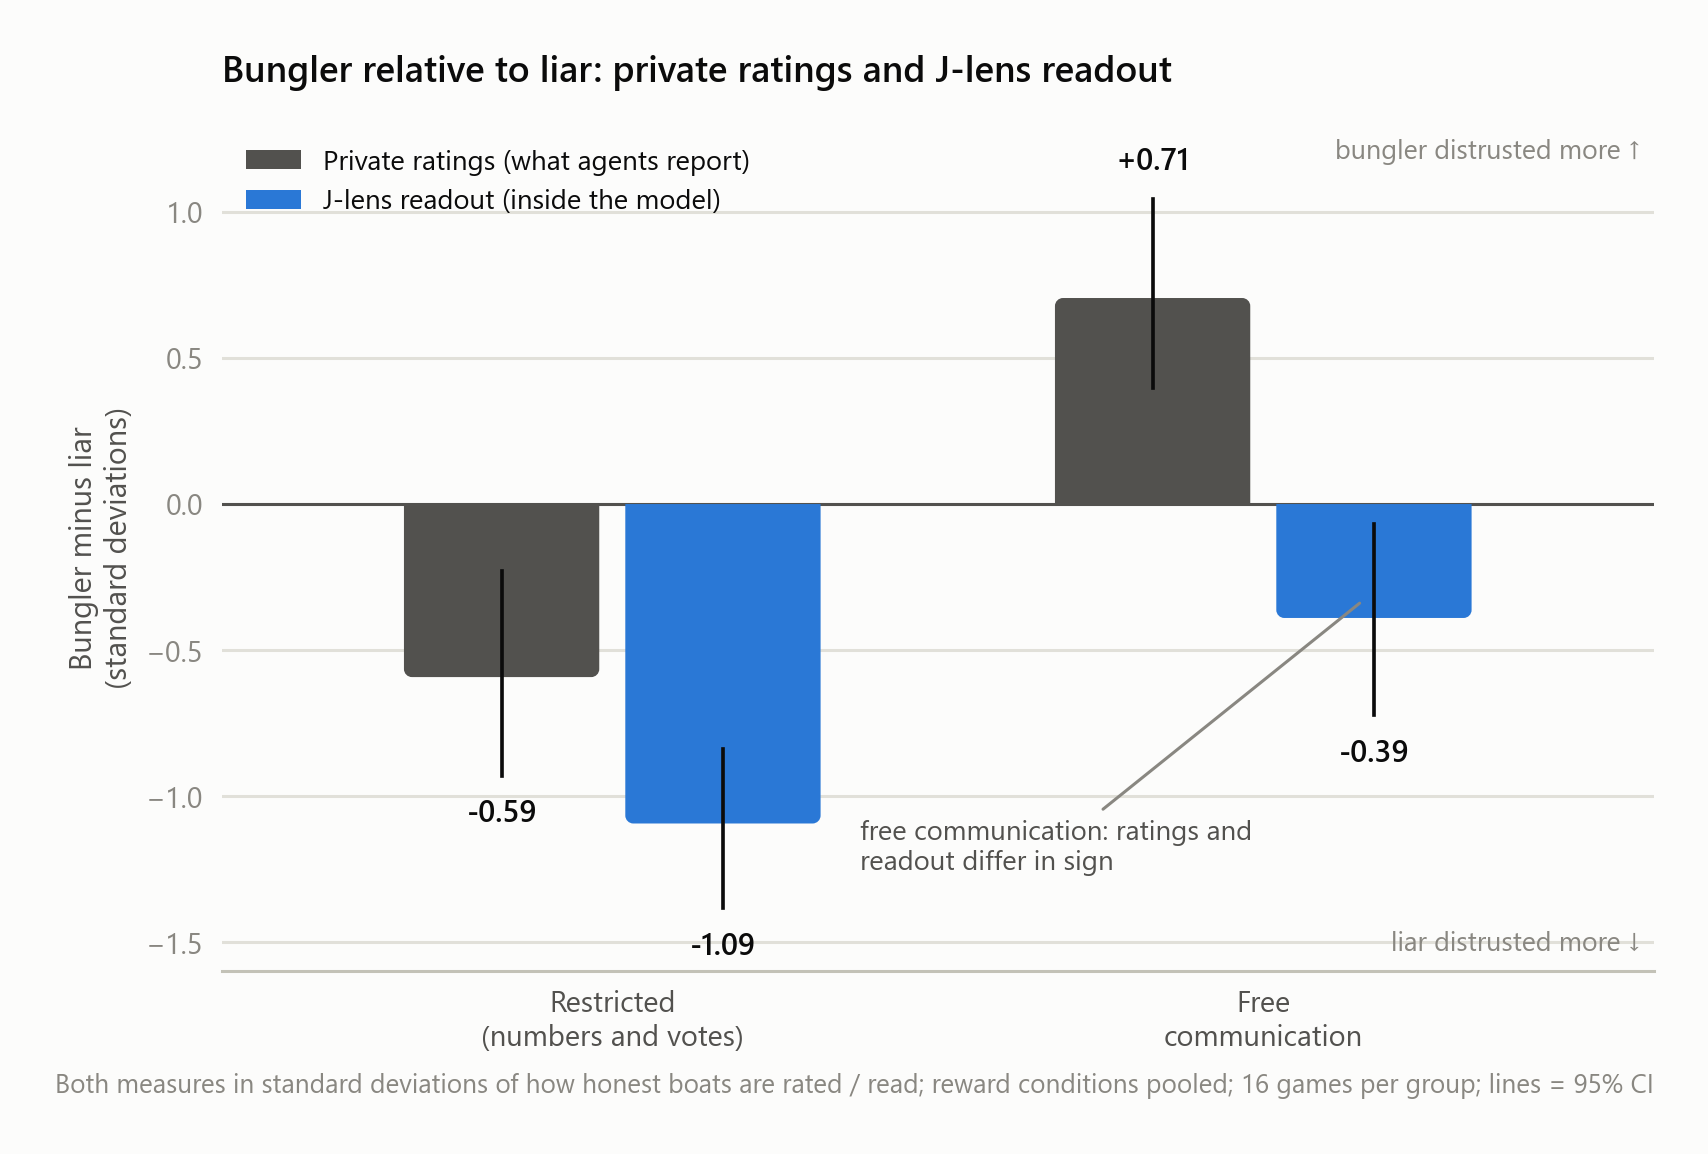 Bungler relative to liar: private ratings and J-lens readout
Private ratings (what agents report)
J-lens readout (inside the model)
bungler distrusted more ↑
+0.71
1.0
0.5
0.0
−0.5
−1.0
−1.5
Bungler minus liar
(standard deviations)
-0.59
-1.09
-0.39
free communication: ratings and
readout differ in sign
liar distrusted more ↓
Restricted
(numbers and votes)
Free
communication
Both measures in standard deviations of how honest boats are rated / read; reward conditions pooled; 16 games per group; lines = 95% CI